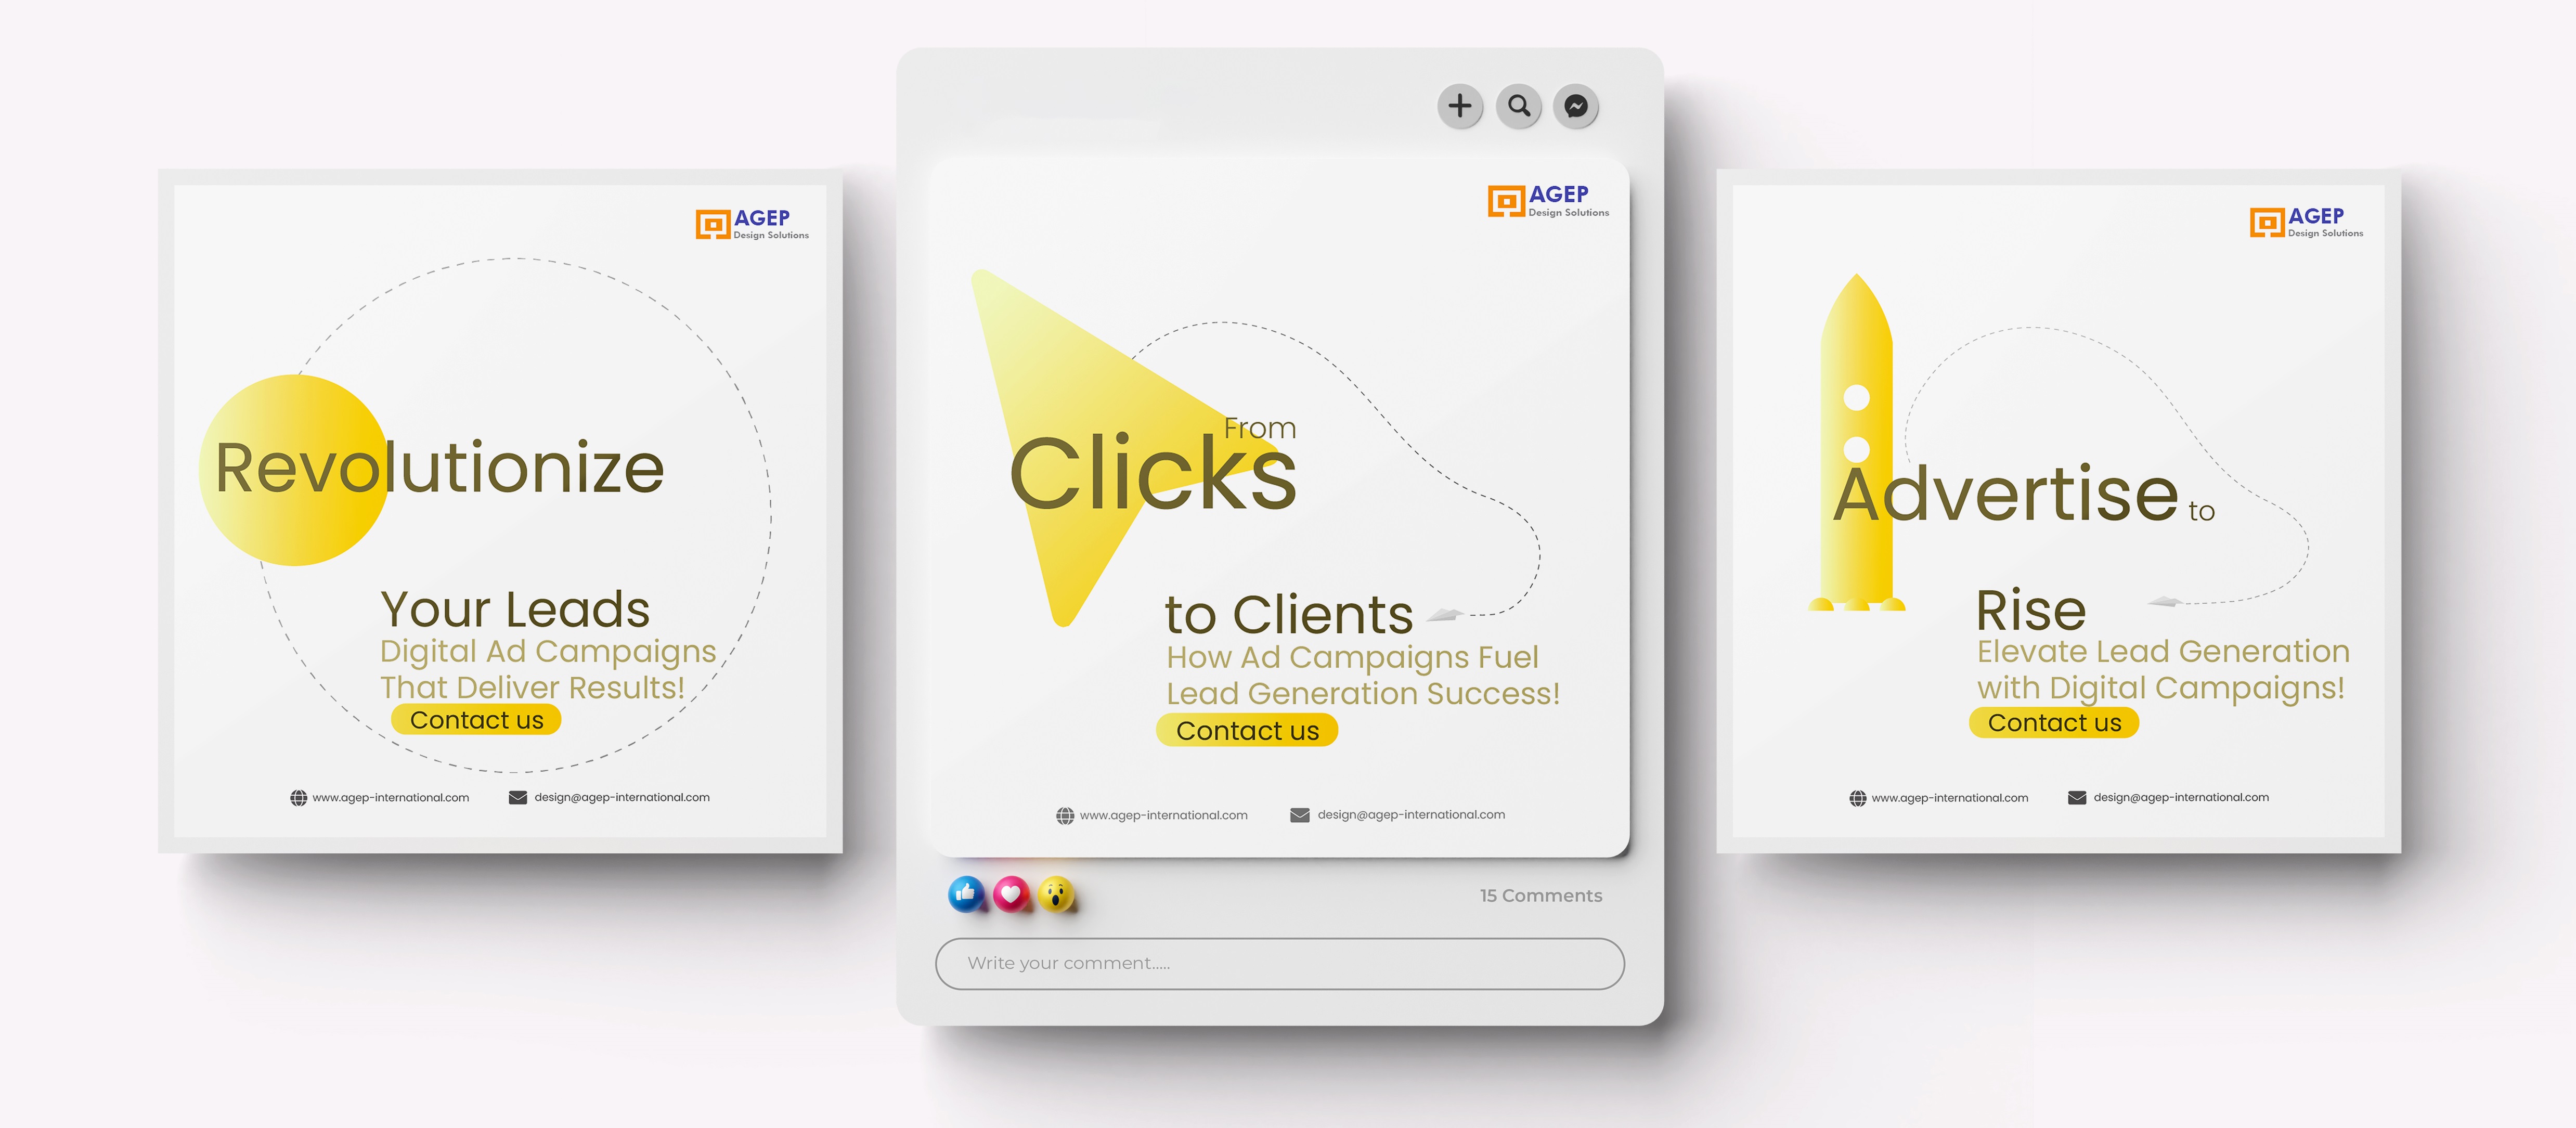 AGEP
Design Solutions
Revolutionize
Your Leads
Digital Ad Campaigns
That Deliver Results!
Contact us
www.agep-international.com
design@agep-international.com
AGEP
Design Solutions
From
Clicks
to Clients
How Ad Campaigns Fuel
Lead Generation Success!
Contact us
www.agep-international.com
design@agep-international.com
15 Comments
Write your comment.....
AGEP
Design Solutions
Advertise to
Rise
Elevate Lead Generation
with Digital Campaigns!
Contact us
www.agep-international.com
design@agep-international.com